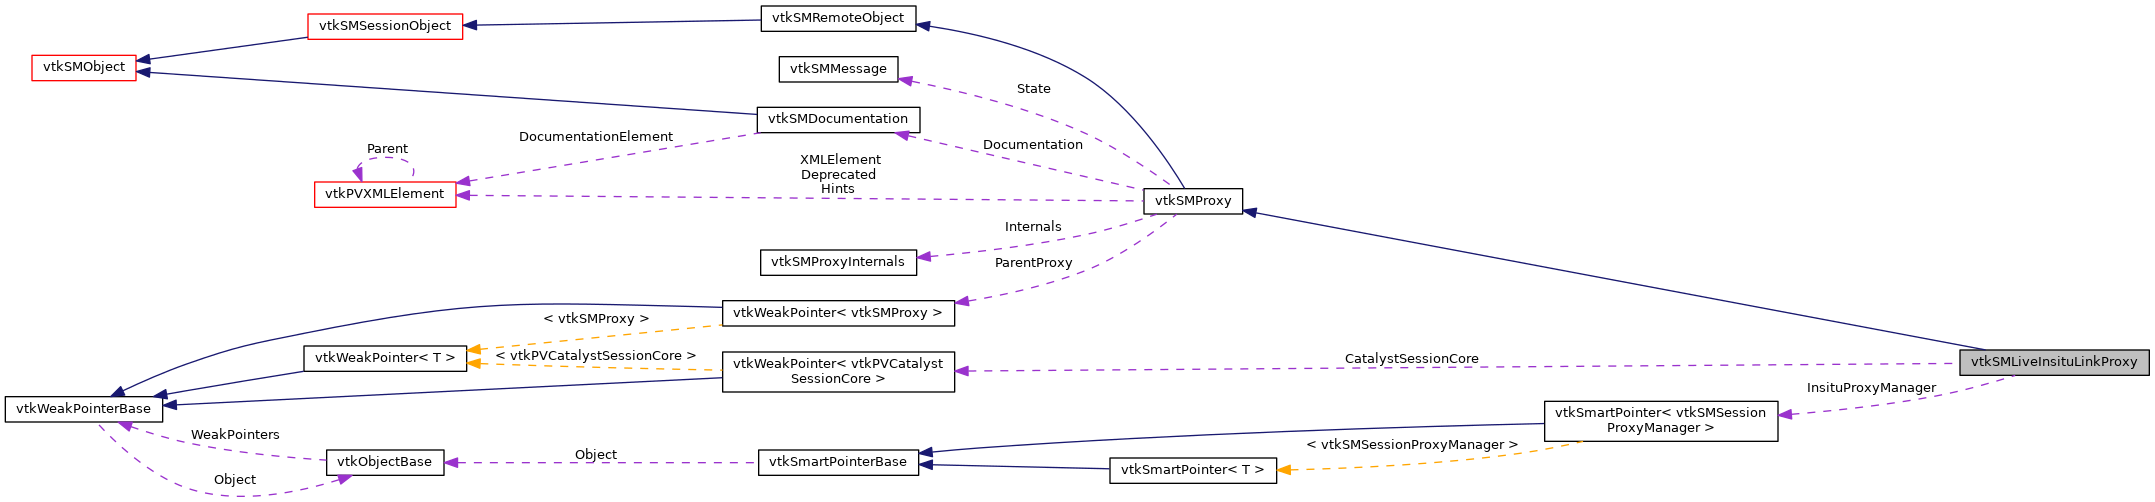 vtkSMSessionObject
vtkSMRemoteObject
vtkSMObject
vtkSMMessage
State
vtkSMDocumentation
DocumentationElement
Documentation
Parent
XMLElement
Deprecated
Hints
vtkPVXMLElement
vtkSMProxy
Internals
vtkSMProxyInternals
ParentProxy
vtkWeakPointer< vtkSMProxy >
< vtkSMProxy >
vtkWeakPointer< T >
< vtkPVCatalystSessionCore >
vtkWeakPointer< vtkPVCatalyst
SessionCore >
CatalystSessionCore
vtkSMLiveInsituLinkProxy
InsituProxyManager
vtkWeakPointerBase
vtkSmartPointer< vtkSMSession
ProxyManager >
WeakPointers
< vtkSMSessionProxyManager >
vtkObjectBase
Object
vtkSmartPointerBase
vtkSmartPointer< T >
Object